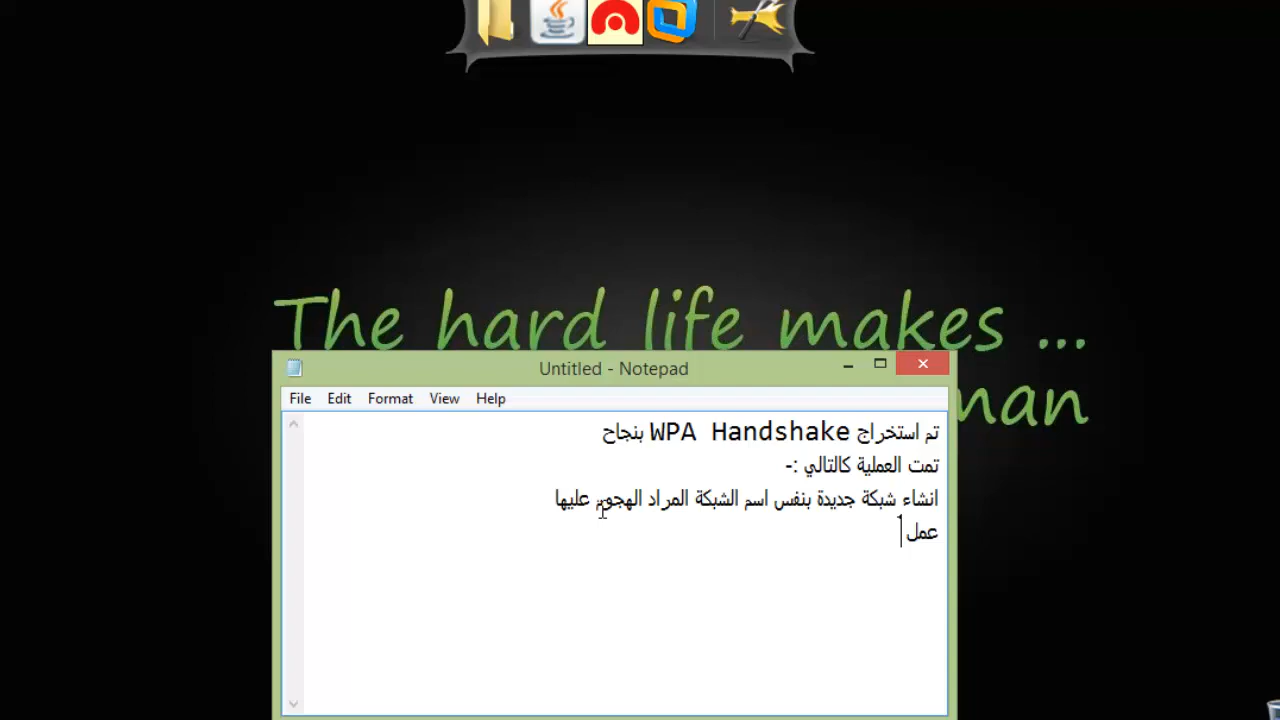 The hard life makes ...
man
Untitled - Notepad
File Edit Format View Help
تم استخراج WPA Handshake بنجاح
تمت العملية كالتالي :-
انشاء شبكة جديدة بنفس اسم الشبكة المراد الهجوم عليها
عمل